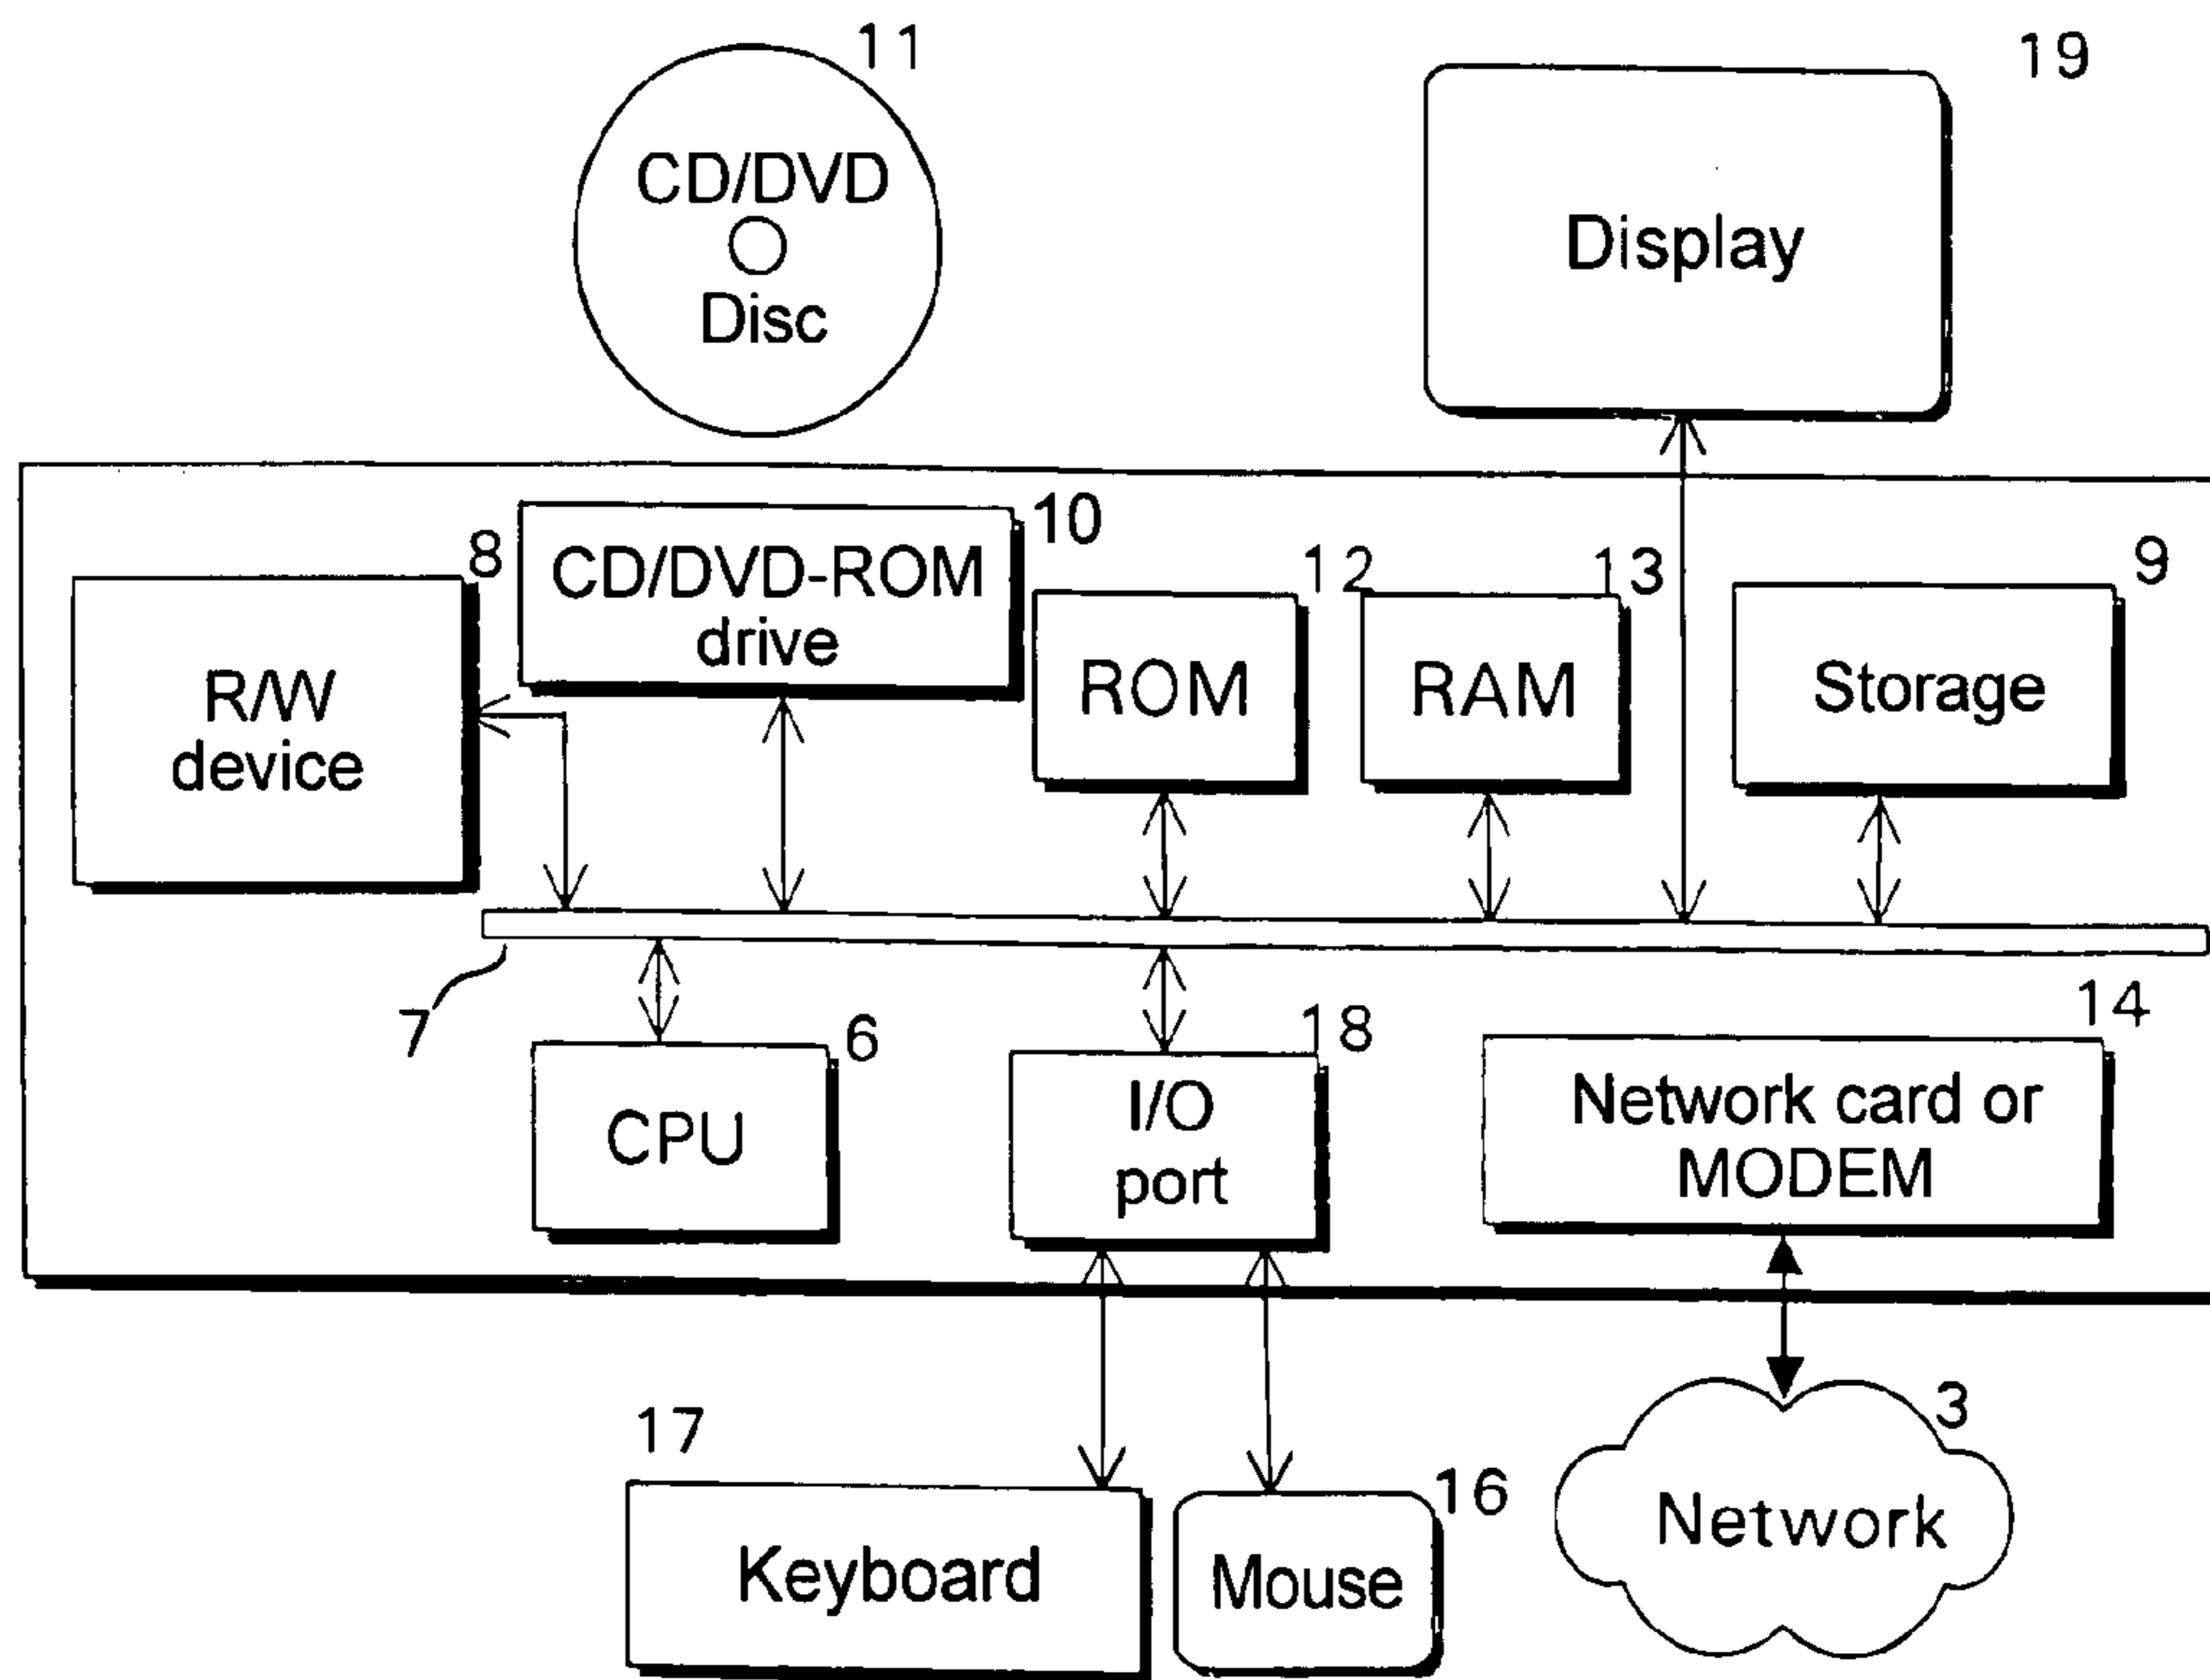 11
CD/DVD
Disc
19
Display
8
R/W
device
10
CD/DVD-ROM
drive
12
ROM
13
RAM
9
Storage
7
6
CPU
18
I/O
port
14
Network card or
MODEM
17
Keyboard
16
Mouse
3
Network